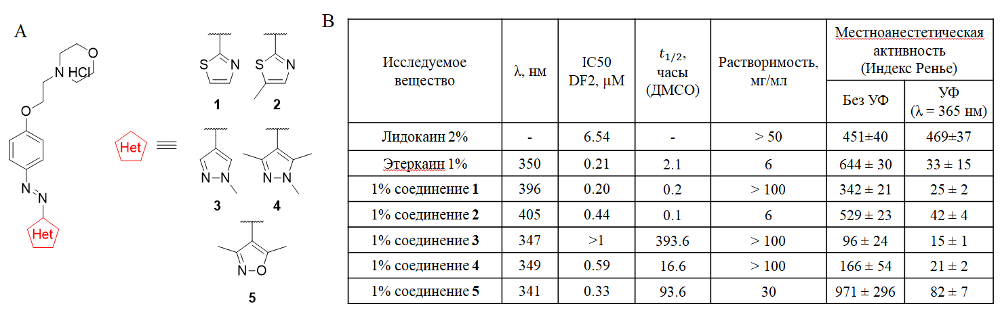 A
N
HCl
O
O
N
N
Het
Het
S
N
1
S
N
2
N
N
3
N
N
4
N
O
5
B
Исследуемое вещество
λ, нм
IC50 DF2, µM
t1/2, часы (ДМСО)
Растворимость, мг/мл
Местноанестетическая активность (Индекс Ренье)
Без УФ
УФ (λ = 365 нм)
Лидокаин 2% - 6.54 - > 50 451±40 469±37
Этеркаин 1% 350 0.21 2.1 6 644 ± 30 33 ± 15
1% соединение 1 396 0.20 0.2 > 100 342 ± 21 25 ± 2
1% соединение 2 405 0.44 0.1 6 529 ± 23 42 ± 4
1% соединение 3 347 >1 393.6 > 100 96 ± 24 15 ± 1
1% соединение 4 349 0.59 16.6 > 100 166 ± 54 21 ± 2
1% соединение 5 341 0.33 93.6 30 971 ± 296 82 ± 7